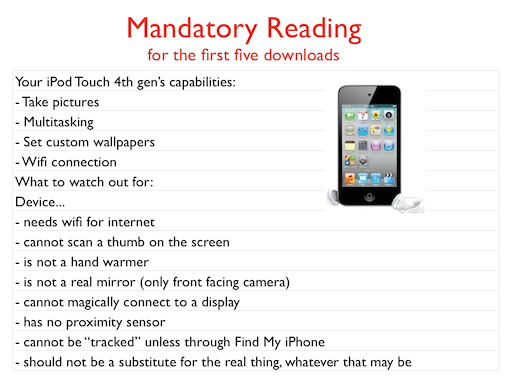 Mandatory Reading
for the first five downloads
Your iPod Touch 4th gen's capabilities:
- Take pictures
- Multitasking
- Set custom wallpapers
- Wifi connection
What to watch out for:
Device...
- needs wifi for internet
- cannot scan a thumb on the screen
- is not a hand warmer
- is not a real mirror (only front facing camera)
- cannot magically connect to a display
- has no proximity sensor
- cannot be “tracked” unless through Find My iPhone
- should not be a substitute for the real thing, whatever that may be